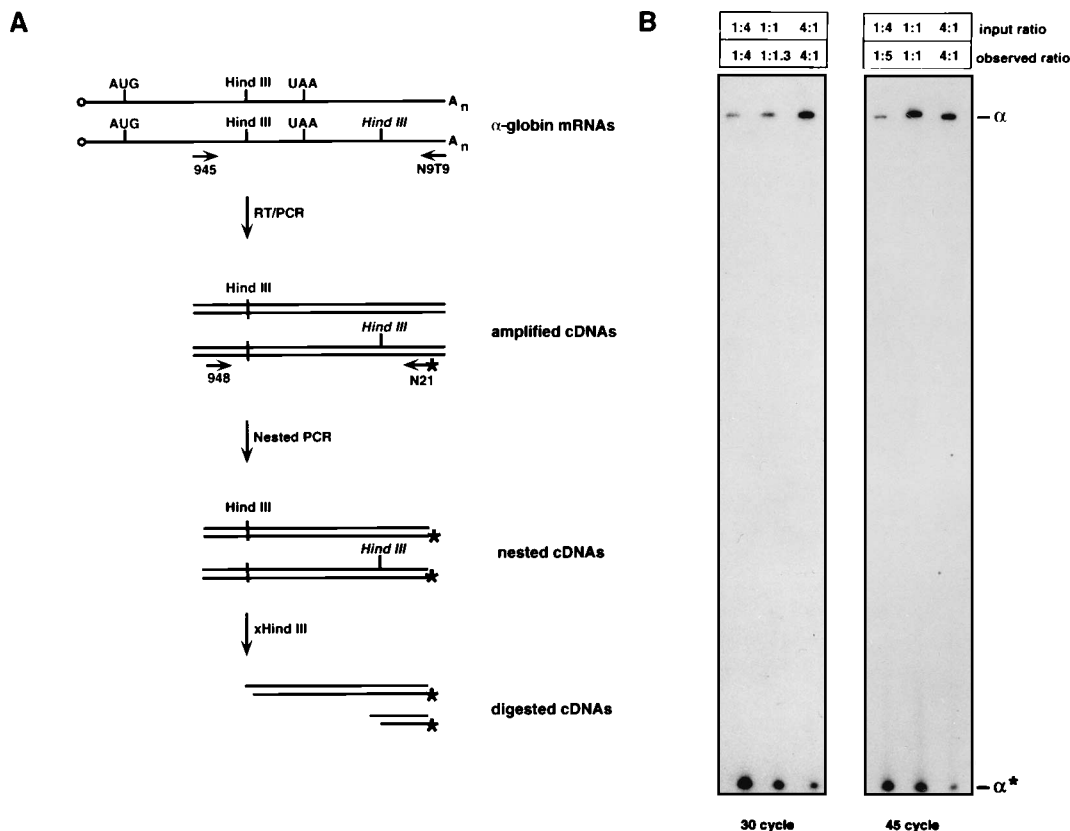 A
AUG Hind III UAA
A n
AUG Hind III UAA Hind III
A n
α-globin mRNAs
945 N9T9
RT/PCR
Hind III
Hind III
amplified cDNAs
948 N21 *
Nested PCR
Hind III
*
Hind III
nested cDNAs
*
xHind III
*
digested cDNAs
*
B
1:4 1:1 4:1 1:4 1:1 4:1 input ratio
1:4 1:1.3 4:1 1:5 1:1 4:1 observed ratio
– α
– α*
30 cycle 45 cycle